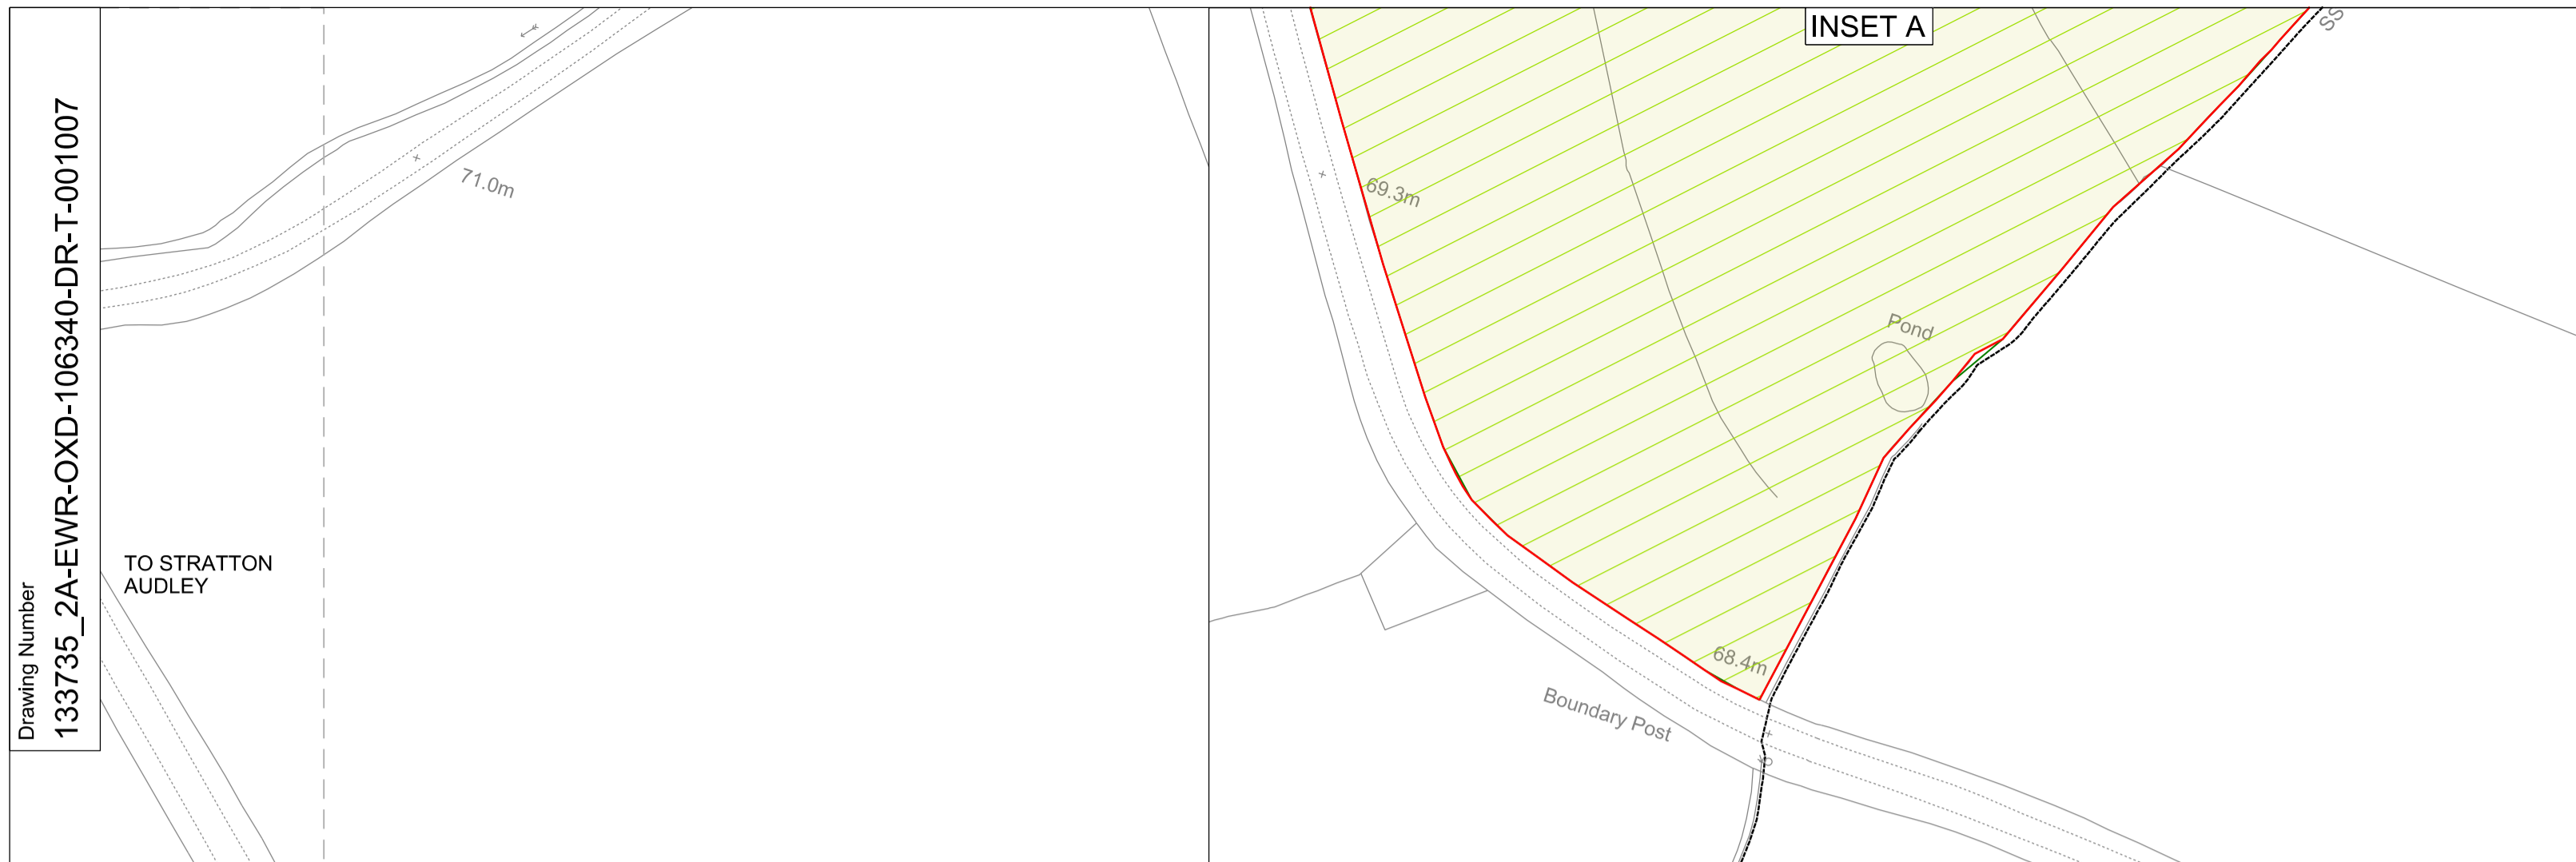 Drawing Number
133735_2A-EWR-OXD-106340-DR-T-001007
71.0m
TO STRATTON
AUDLEY
INSET A
SS
69.3m
Pond
68.4m
Boundary Post